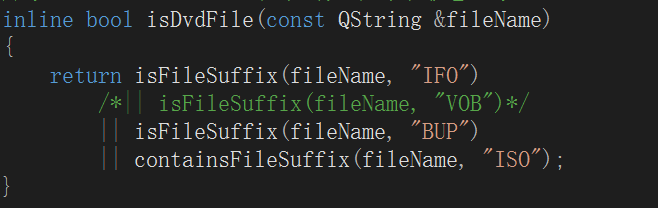 inline bool isDvdFile(const QString &fileName)
{
    return isFileSuffix(fileName, "IFO")
        /*|| isFileSuffix(fileName, "VOB")*/
        || isFileSuffix(fileName, "BUP")
        || containsFileSuffix(fileName, "ISO");
}